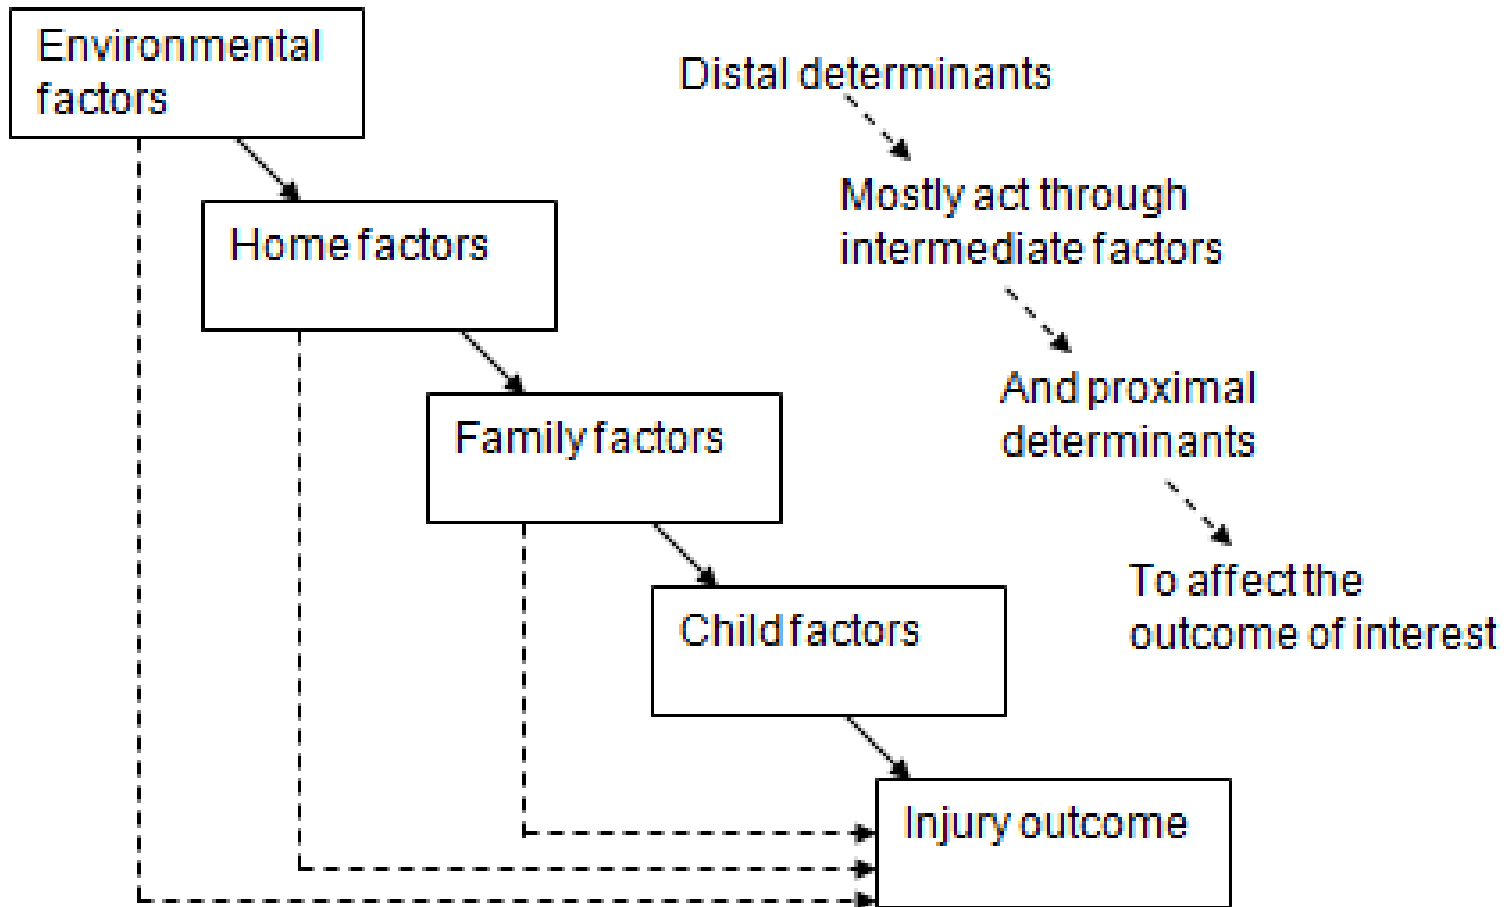 Environmental
factors
Distal determinants
Mostly act through
intermediate factors
Home factors
And proximal
determinants
Family factors
To affect the
outcome of interest
Child factors
Injury outcome